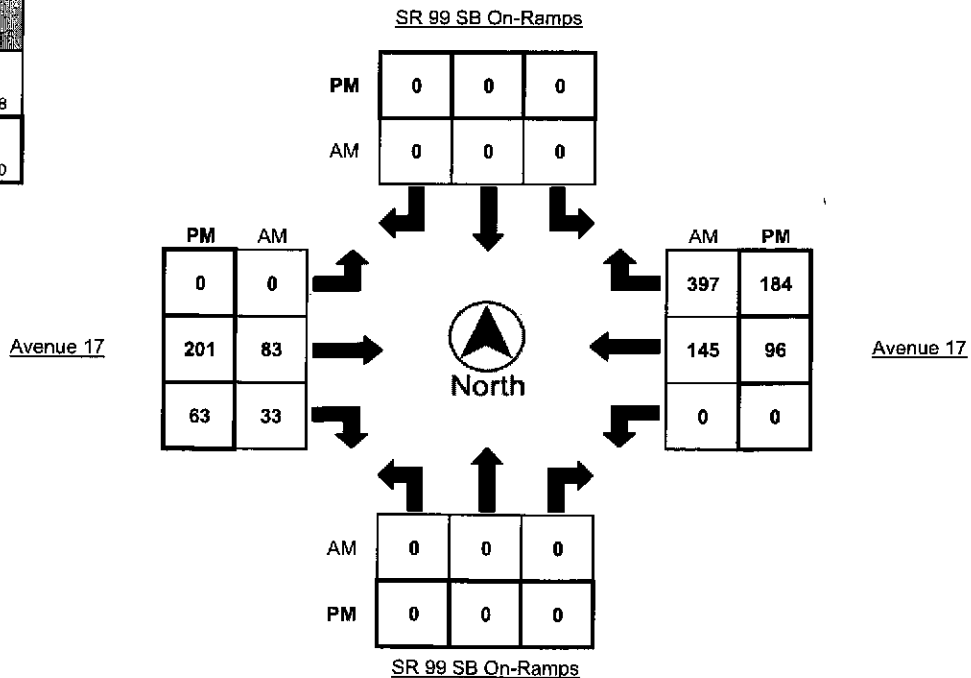 SR 99 SB On-Ramps
PM 0 0 0
AM 0 0 0
8
0
PM AM
0 0
Avenue 17 201 83
63 33
North
AM PM
397 184
145 96 Avenue 17
0 0
AM 0 0 0
PM 0 0 0
SR 99 SB On-Ramps